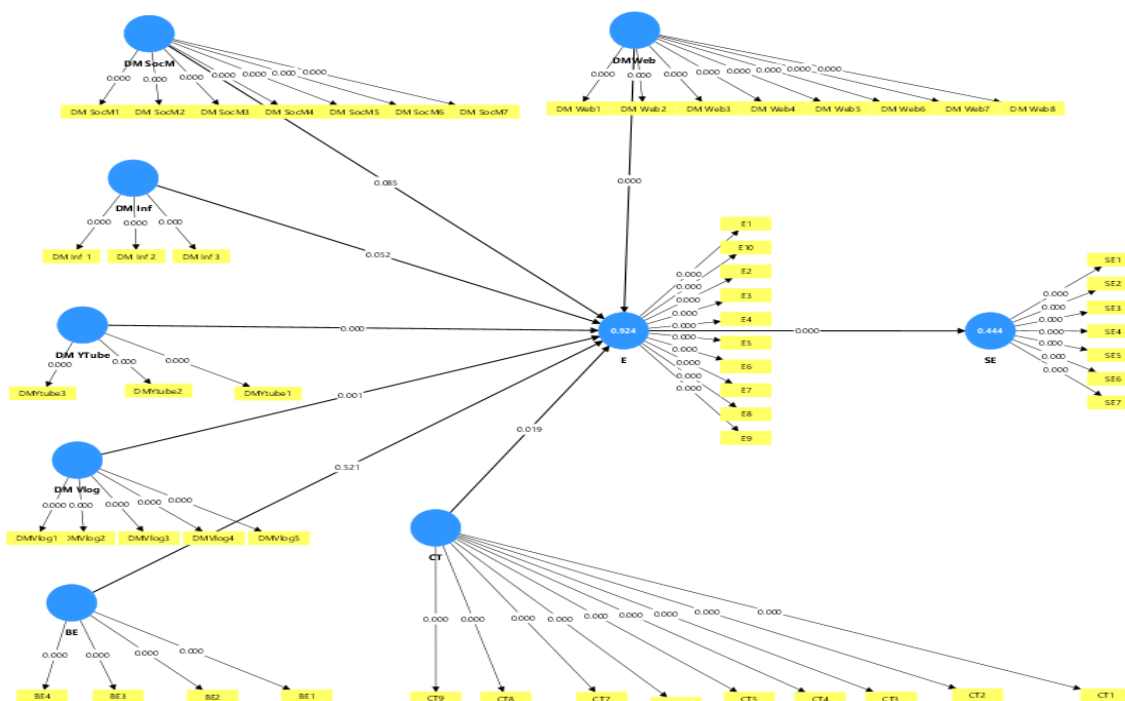 DM SocM
0.000 0.000 0.000 0.000 0.000 0.000 0.000
DM SocM1 DM SocM2 DM SocM3 DM SocM4 DM SocM5 DM SocM6 DM SocM7
DM Web
0.000 0.000 0.000 0.000 0.000 0.000 0.000 0.000
DM Web1 DM Web2 DM Web3 DM Web4 DM Web5 DM Web6 DM Web7 DM Web8
0.085
0.000
DM Inf
0.000 0.000 0.000
DM Inf 1 DM Inf 2 DM Inf 3
0.052
DM YTube
0.000 0.000 0.000
DMYtube3 DMYtube2 DMYtube1
0.000
DM Vlog
0.000 0.000 0.000 0.000 0.000
DMVlog1 MVlog2 DMVlog3 DMVlog4 DMVlog5
0.001
BE
0.000 0.000 0.000 0.000
BE4 BE3 BE2 BE1
0.521
0.924
E
0.000
0.000
0.000
0.000
0.000
0.000
0.000
0.000
0.000
0.000
E1
E10
E2
E3
E4
E5
E6
E7
E8
E9
0.000
0.444
SE
0.000
0.000
0.000
0.000
0.000
0.000
0.000
SE1
SE2
SE3
SE4
SE5
SE6
SE7
0.019
CT
0.000 0.000 0.000 0.000 0.000 0.000 0.000 0.000 0.000
CT9 CT8 CT7 CT5 CT4 CT3 CT2 CT1